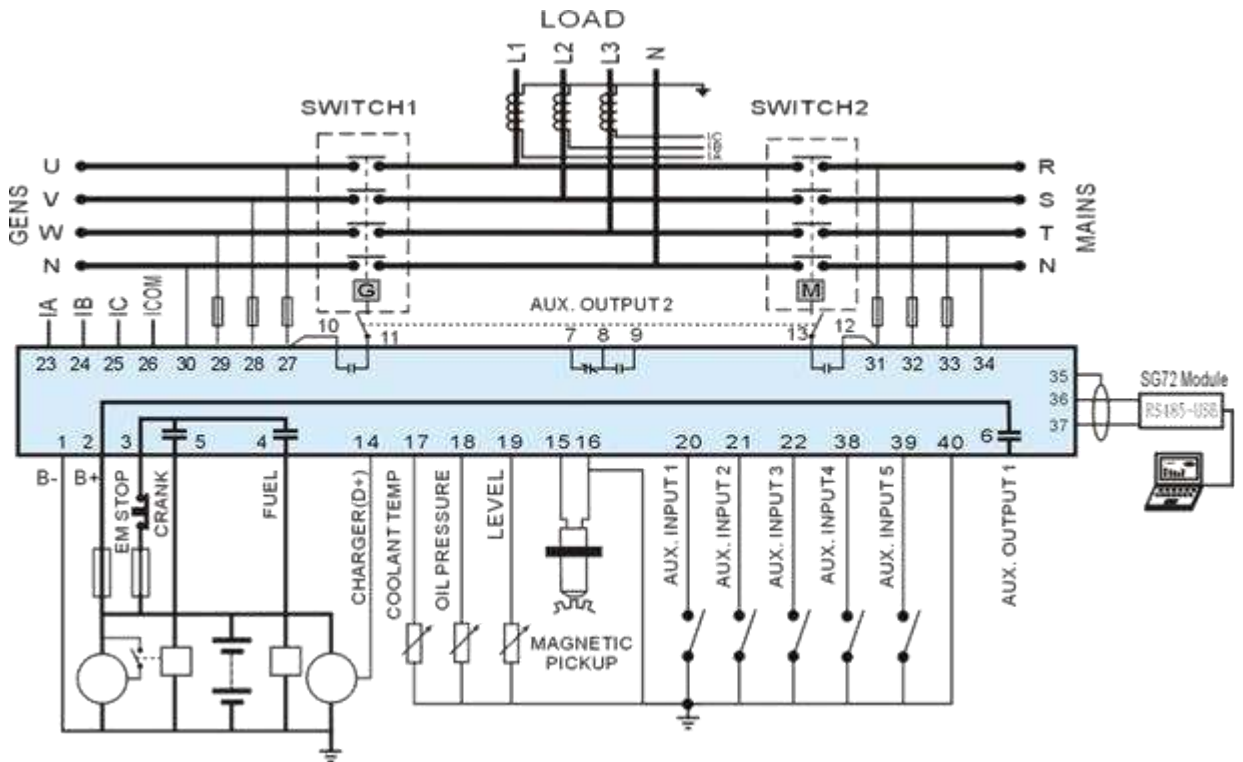 LOAD
L1 L2 L3 N
SWITCH1 SWITCH2
U R
V S
W T
N N
GENS MAINS
G M
AUX. OUTPUT 2
IA IB IC ICOM
10 11 7 8 9 13 12
23 24 25 26 30 29 28 27 31 32 33 34
35
36
37
SG72 Module
RS485-USB
1 2 3 5 4 14 17 18 19 15 16 20 21 22 38 39 40 6
B- B+ EM STOP CRANK FUEL CHARGER(D+) COOLANT TEMP OIL PRESSURE LEVEL AUX. INPUT 1 AUX. INPUT 2 AUX. INPUT 3 AUX. INPUT4 AUX. INPUT 5 AUX. OUTPUT 1
MAGNETIC
PICKUP